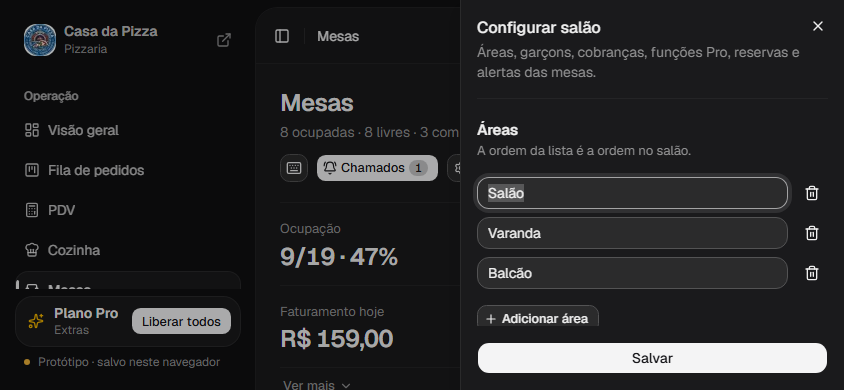 Casa da Pizza
Pizzaria
Operação
Visão geral
Fila de pedidos
PDV
Cozinha
Mesas
Plano Pro
Extras
Liberar todos
Protótipo · salvo neste navegador
Mesas
Mesas
8 ocupadas · 8 livres · 3 com
Chamados 1
Ocupação
9/19 · 47%
Faturamento hoje
R$ 159,00
Ver mais
Configurar salão
Áreas, garçons, cobranças, funções Pro, reservas e
alertas das mesas.
Áreas
A ordem da lista é a ordem no salão.
Salão
Varanda
Balcão
Adicionar área
Salvar